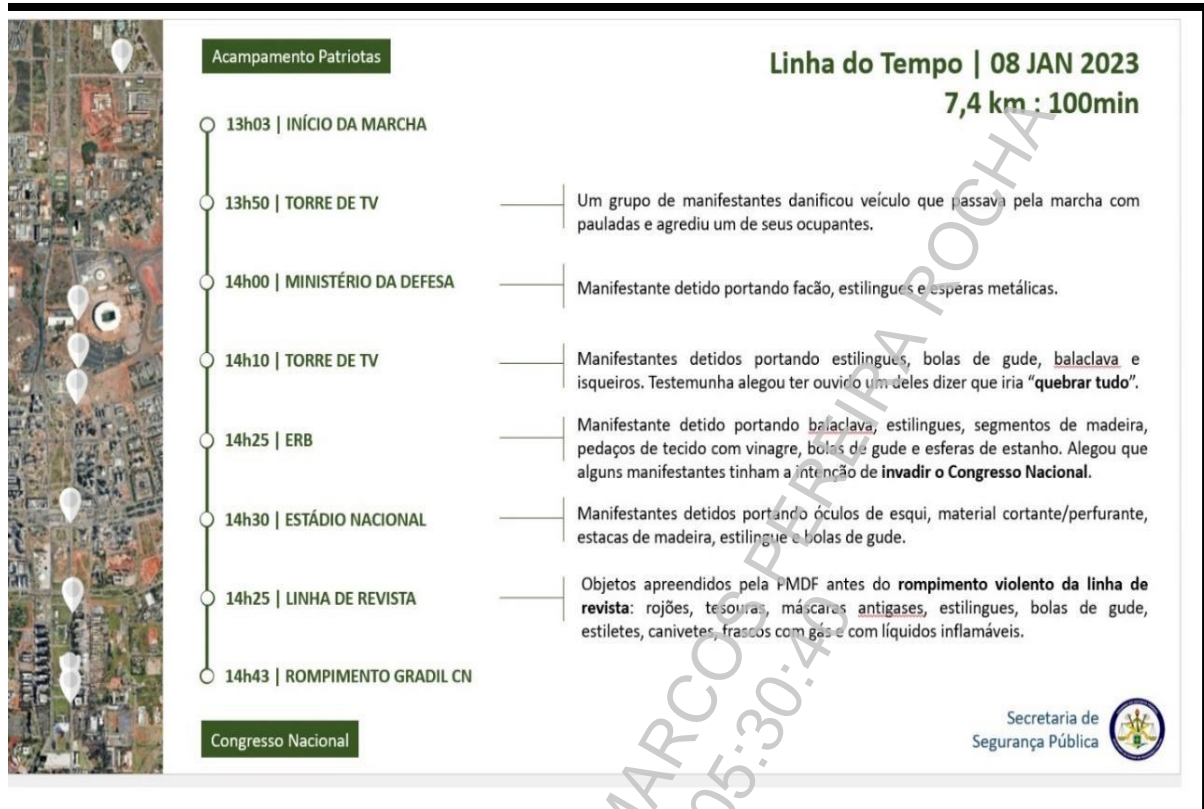 Acampamento Patriotas
Linha do Tempo | 08 JAN 2023
7,4 km : 100min
13h03 | INÍCIO DA MARCHA
13h50 | TORRE DE TV
Um grupo de manifestantes danificou veículo que passava pela marcha com
pauladas e agrediu um de seus ocupantes.
14h00 | MINISTÉRIO DA DEFESA
Manifestante detido portando facão, estilingues e esperas metálicas.
14h10 | TORRE DE TV
Manifestantes detidos portando estilingues, bolas de gude, balaclava e
isqueiros. Testemunha alegou ter ouvido um deles dizer que iria “quebrar tudo”.
14h25 | ERB
Manifestante detido portando balaclava, estilingues, segmentos de madeira,
pedaços de tecido com vinagre, bolas de gude e esferas de estanho. Alegou que
alguns manifestantes tinham a intenção de invadir o Congresso Nacional.
14h30 | ESTÁDIO NACIONAL
Manifestantes detidos portando óculos de esqui, material cortante/perfurante,
estacas de madeira, estilingue e bolas de gude.
14h25 | LINHA DE REVISTA
Objetos apreendidos pela PMDF antes do rompimento violento da linha de
revista: rojões, tesouras, máscaras antigases, estilingues, bolas de gude,
estiletes, canivetes, frascos com gás e com líquidos inflamáveis.
14h43 | ROMPIMENTO GRADIL CN
Congresso Nacional
Secretaria de
Segurança Pública
MARCOS PEREIRA ROCHA
05:30:40